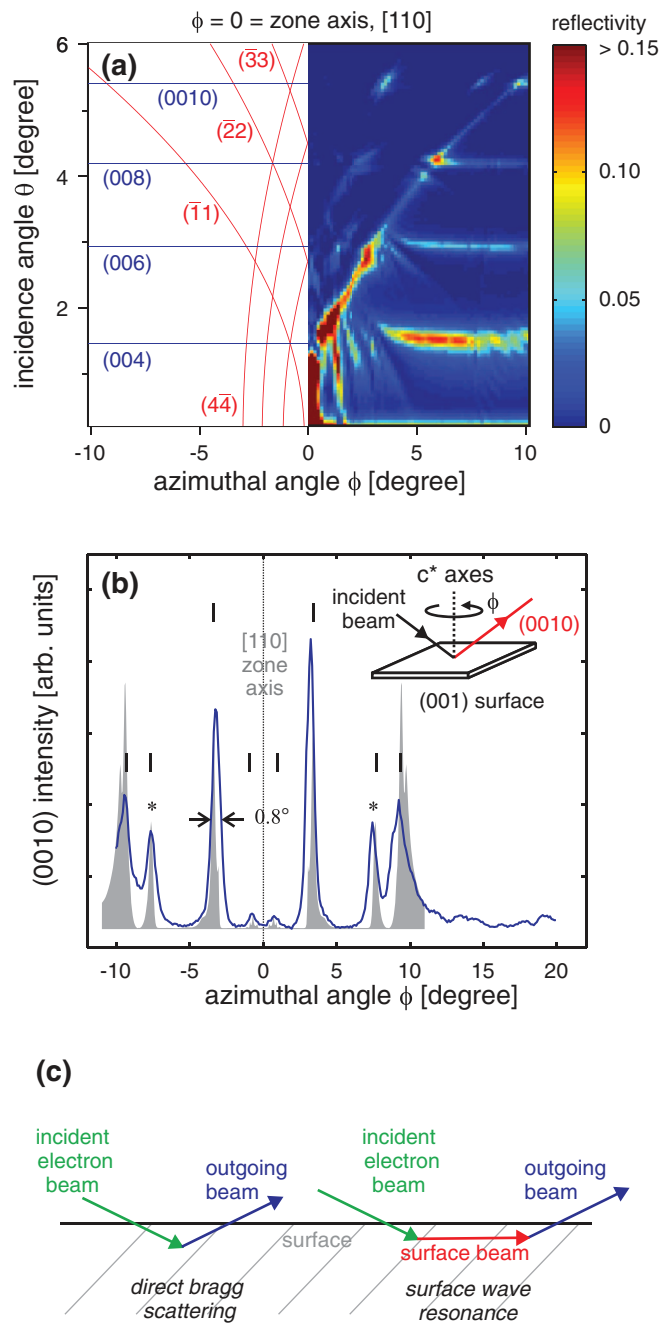 ϕ = 0 = zone axis, [110]
reflectivity
> 0.15
0.10
0.05
0
(a)
incidence angle θ [degree]
6
4
2
(3̅33)
(0010)
(2̅22)
(008)
(1̅11)
(006)
(004)
(44̅)
-10
-5
0
5
10
azimuthal angle ϕ [degree]
(b)
(0010) intensity [arb. units]
c* axes
incident
beam
ϕ
(0010)
[110]
zone
axis
(001) surface
*
*
0.8°
-10
-5
0
5
10
15
20
azimuthal angle ϕ [degree]
(c)
incident
electron
beam
outgoing
beam
incident
electron
beam
outgoing
beam
surface
surface beam
direct bragg
scattering
surface wave
resonance